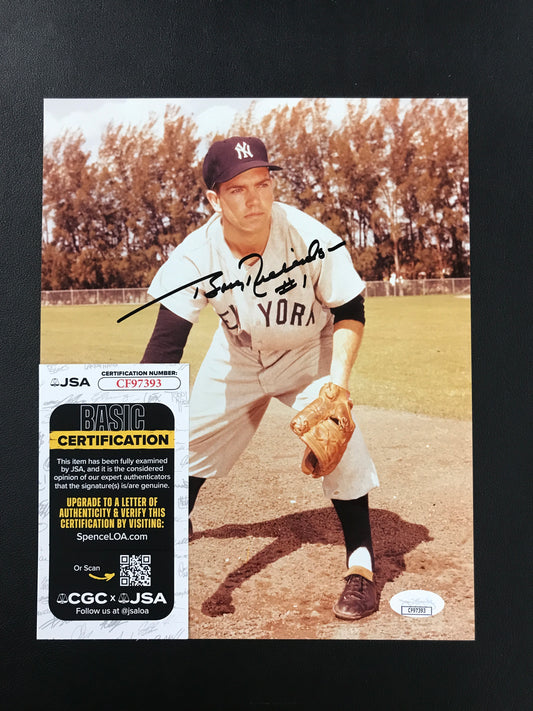 NY
Bobby Richardson
#1
NEW YORK
JSA
CERTIFICATION NUMBER:
CF97393
BASIC
CERTIFICATION
This item has been fully examined
by JSA, and it is the considered
opinion of our expert authenticators
that the signature(s) is/are genuine.
UPGRADE TO A LETTER OF
AUTHENTICITY & VERIFY THIS
CERTIFICATION BY VISITING:
SpenceLOA.com
Or Scan
CGC x JSA
Follow us at @jsaloa
CF97393